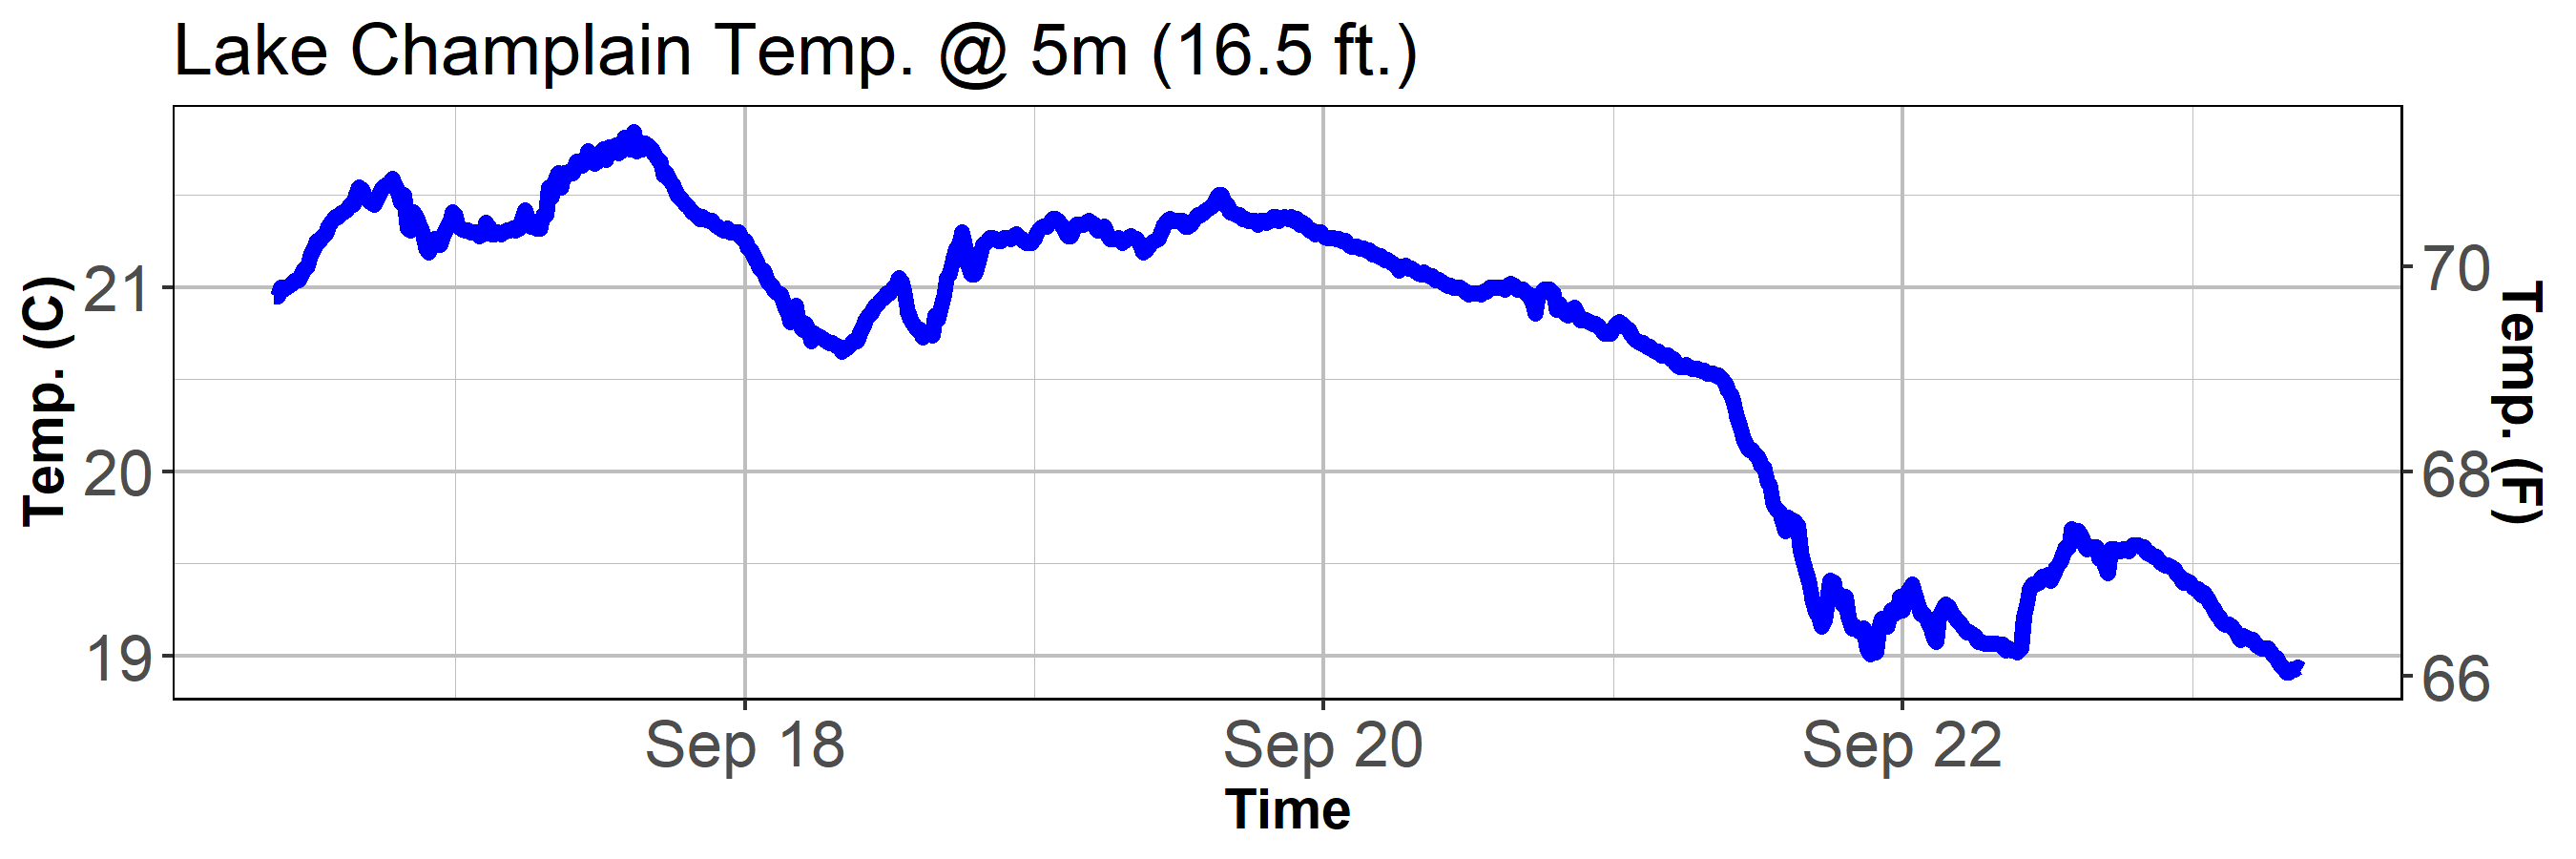 Lake Champlain Temp. @ 5m (16.5 ft.)
Temp. (C)
21
20
19
70
68
66
Temp. (F)
Sep 18 Sep 20 Sep 22
Time